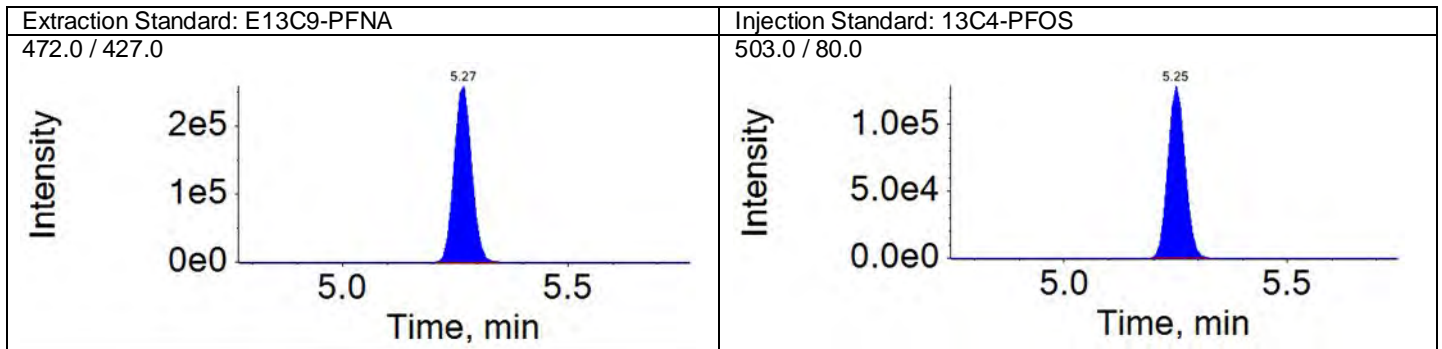 Extraction Standard: E13C9-PFNA
Injection Standard: 13C4-PFOS
472.0 / 427.0
5.27
Intensity
2e5
1e5
0e0
5.0
5.5
Time, min
503.0 / 80.0
5.25
Intensity
1.0e5
5.0e4
0.0e0
5.0
5.5
Time, min